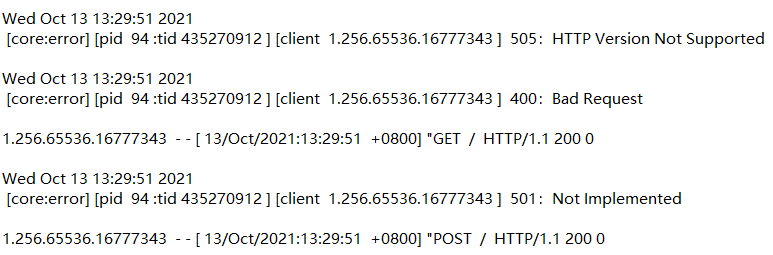 Wed Oct 13 13:29:51 2021
[core:error] [pid  94 :tid 435270912 ] [client  1.256.65536.16777343 ]  505：HTTP Version Not Supported
Wed Oct 13 13:29:51 2021
[core:error] [pid  94 :tid 435270912 ] [client  1.256.65536.16777343 ]  400：Bad Request
1.256.65536.16777343  - - [ 13/Oct/2021:13:29:51  +0800] "GET  /  HTTP/1.1 200 0
Wed Oct 13 13:29:51 2021
[core:error] [pid  94 :tid 435270912 ] [client  1.256.65536.16777343 ]  501：Not Implemented
1.256.65536.16777343  - - [ 13/Oct/2021:13:29:51  +0800] "POST  /  HTTP/1.1 200 0